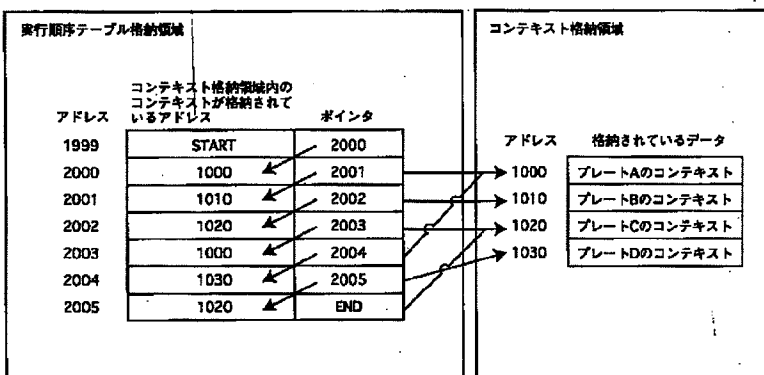 実行順序テーブル格納領域
コンテキスト格納領域内の
コンテキストが格納されて
いるアドレス
アドレス
ポインタ
1999 START 2000
2000 1000 2001
2001 1010 2002
2002 1020 2003
2003 1000 2004
2004 1030 2005
2005 1020 END
コンテキスト格納領域
アドレス 格納されているデータ
1000 プレートAのコンテキスト
1010 プレートBのコンテキスト
1020 プレートCのコンテキスト
1030 プレートDのコンテキスト